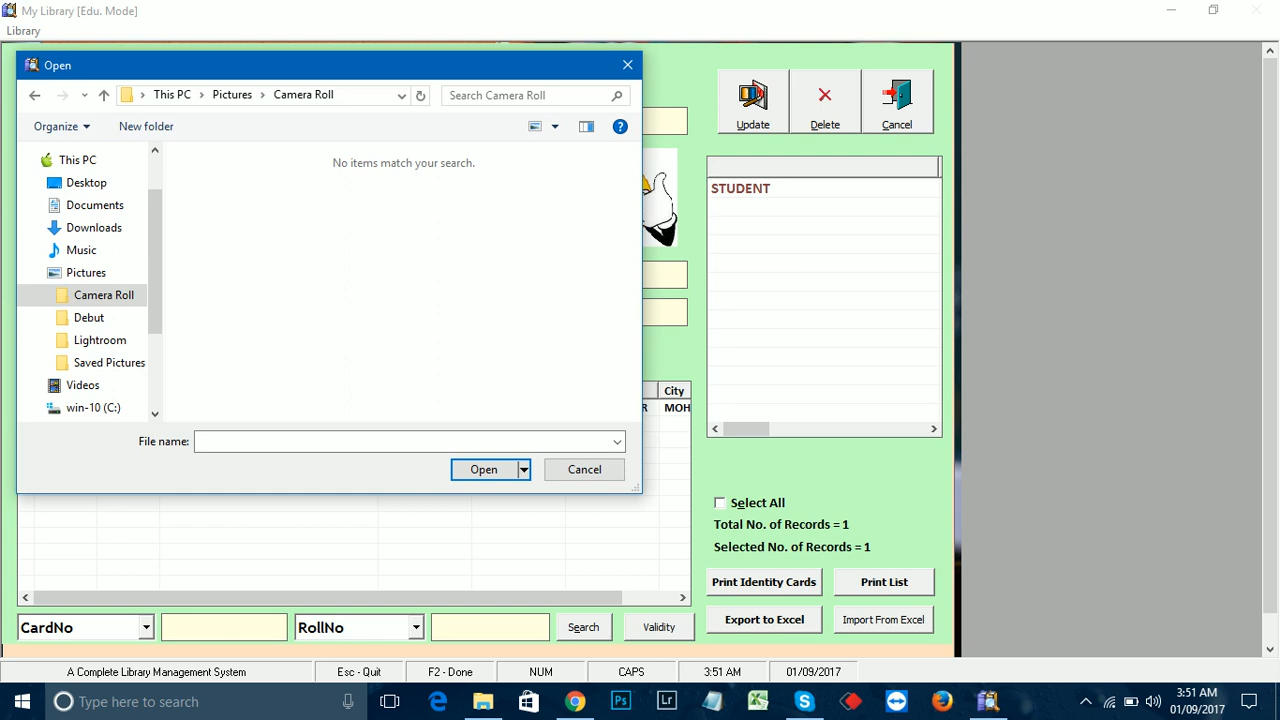 My Library [Edu. Mode]
Library
Open
This PC > Pictures > Camera Roll
Search Camera Roll
Organize
New folder
This PC
Desktop
Documents
Downloads
Music
Pictures
Camera Roll
Debut
Lightroom
Saved Pictures
Videos
win-10 (C:)
No items match your search.
File name:
Open
Cancel
Update
Delete
Cancel
STUDENT
City
R MOH
Select All
Total No. of Records = 1
Selected No. of Records = 1
Print Identity Cards
Print List
Export to Excel
Import From Excel
CardNo
RollNo
Search
Validity
A Complete Library Management System
Esc - Quit
F2 - Done
NUM
CAPS
3:51 AM
01/09/2017
Type here to search
Ps
Lr
3:51 AM
01/09/2017